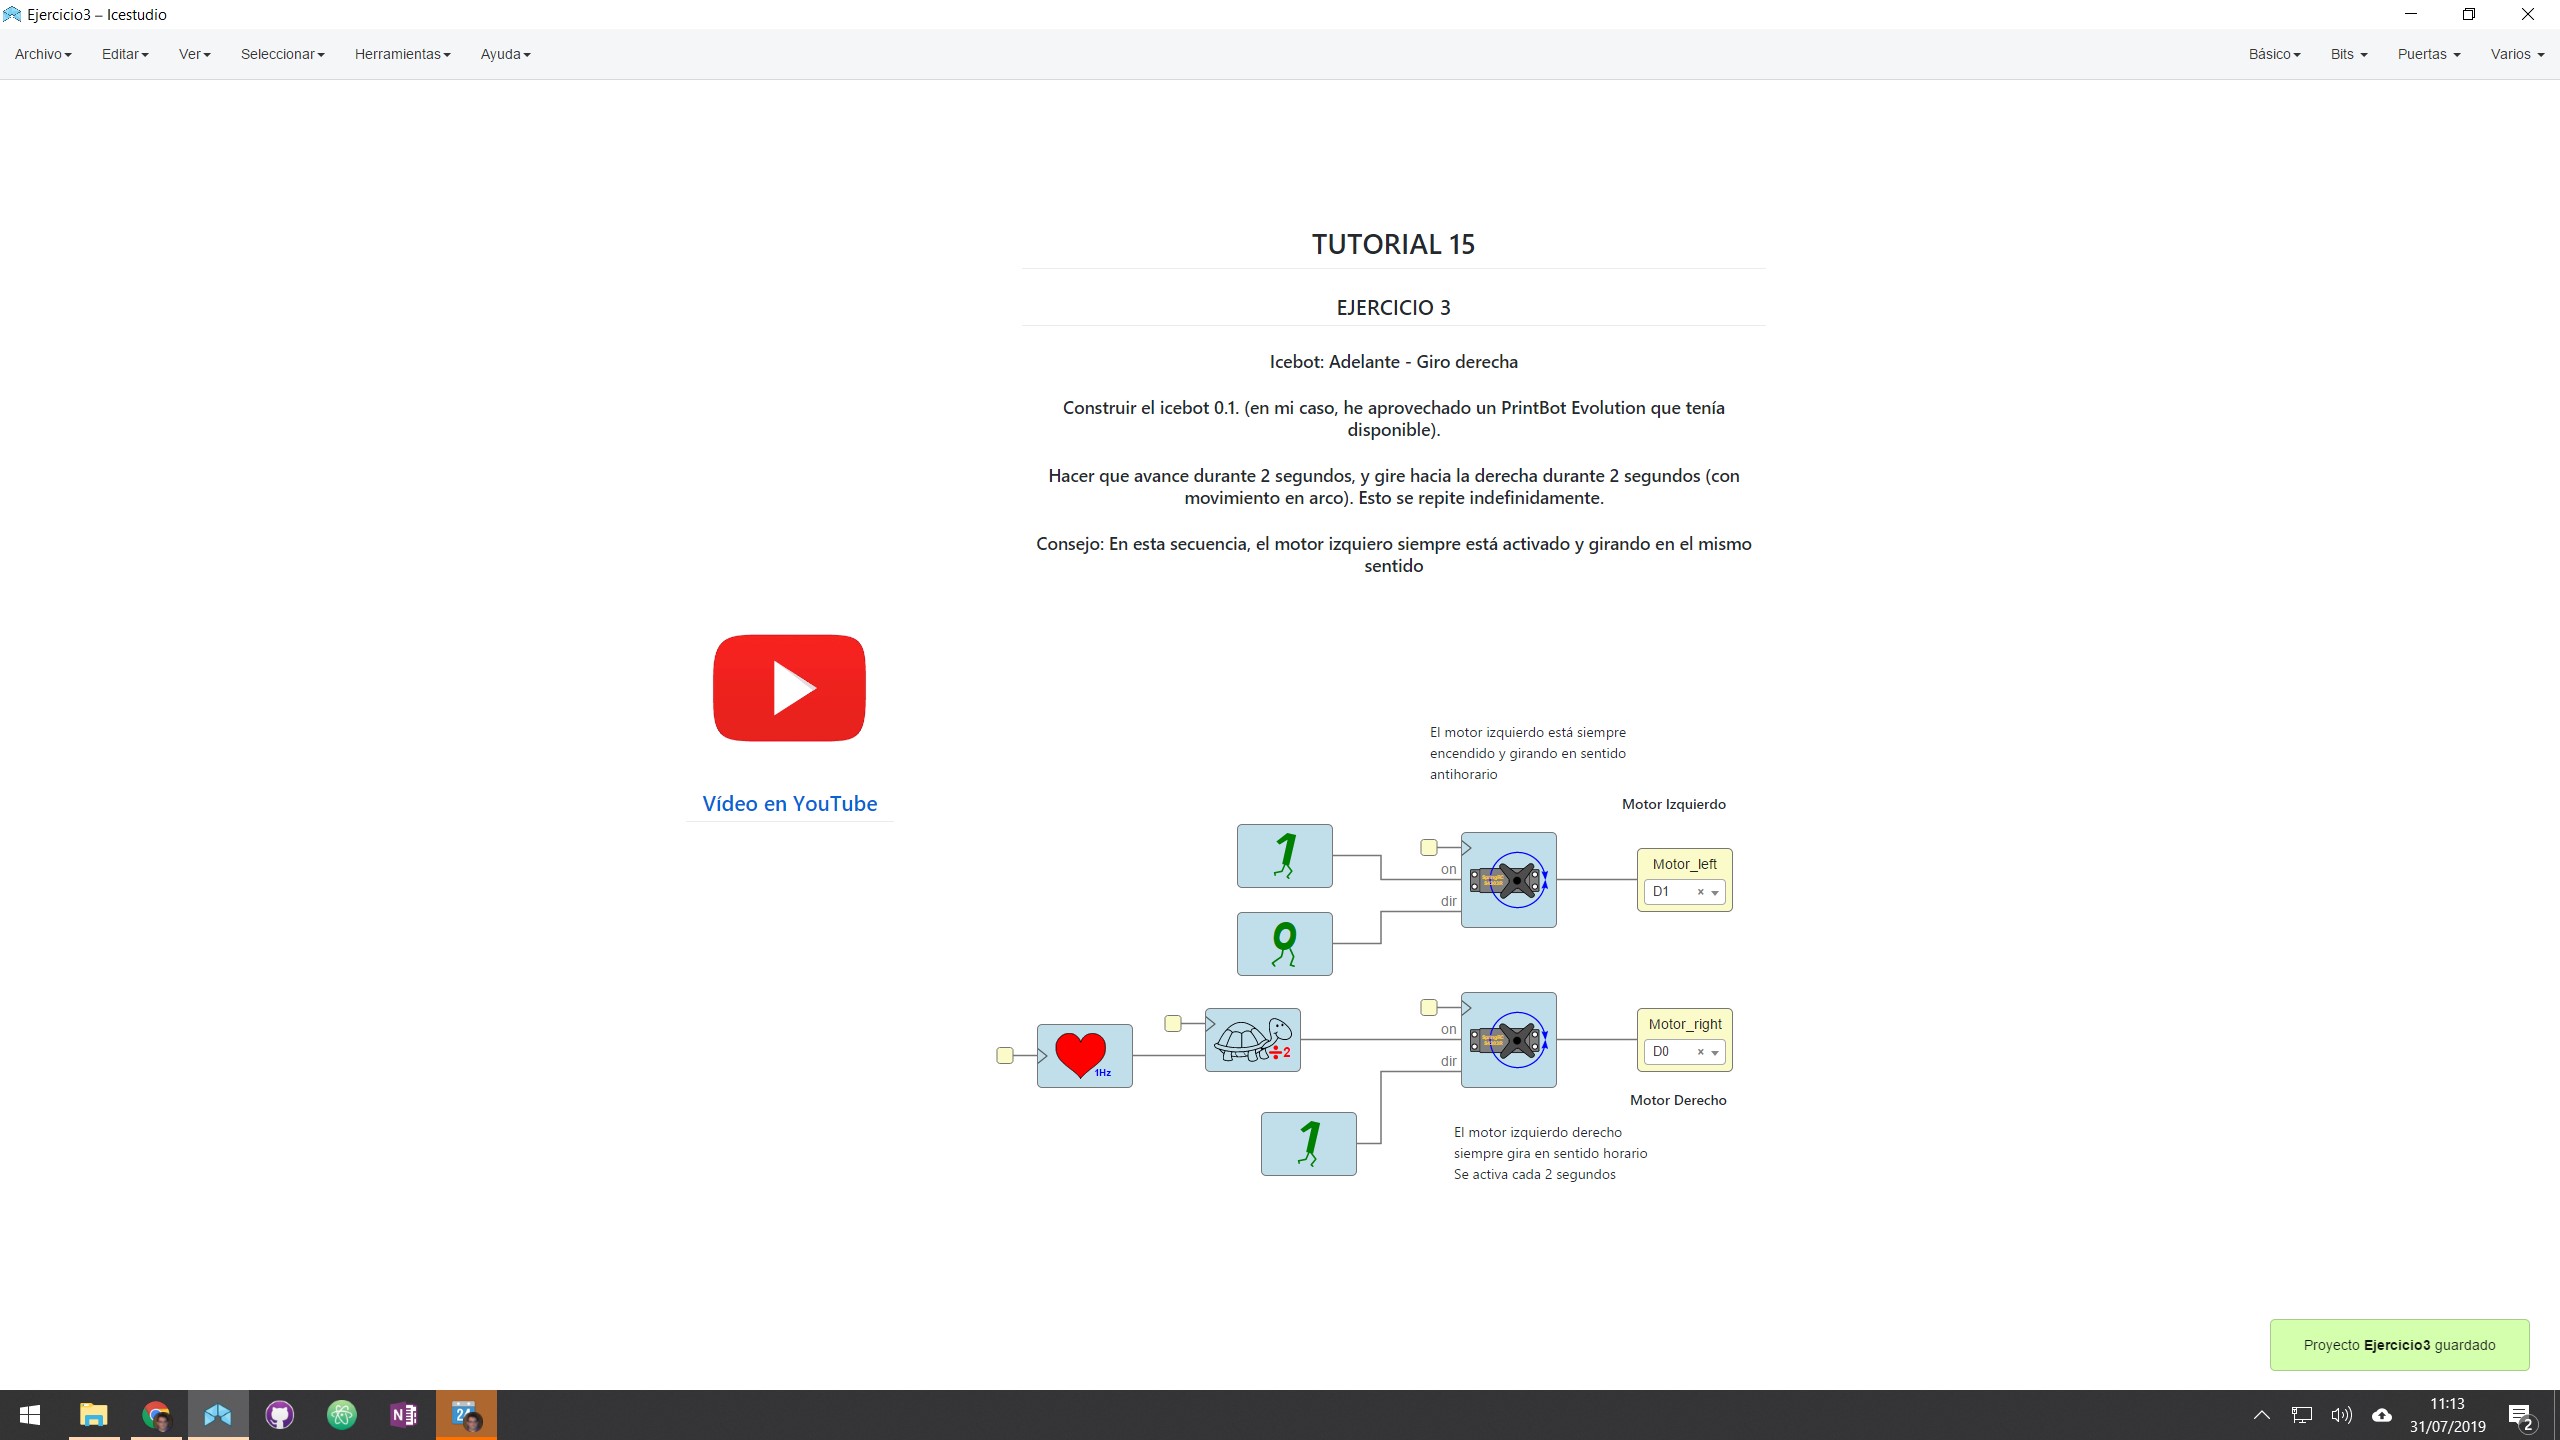 Ejercicio3 – Icestudio
Archivo Editar Ver Seleccionar Herramientas Ayuda Básico Bits Puertas Varios
TUTORIAL 15
EJERCICIO 3
Icebot: Adelante - Giro derecha
Construir el icebot 0.1. (en mi caso, he aprovechado un PrintBot Evolution que tenía
disponible).
Hacer que avance durante 2 segundos, y gire hacia la derecha durante 2 segundos (con
movimiento en arco). Esto se repite indefinidamente.
Consejo: En esta secuencia, el motor izquiero siempre está activado y girando en el mismo
sentido
Vídeo en YouTube
El motor izquierdo está siempre
encendido y girando en sentido
antihorario
Motor Izquierdo
1
on
dir
Motor_left
D1
0
1Hz
÷2
on
dir
Motor_right
D0
Motor Derecho
1
El motor izquierdo derecho
siempre gira en sentido horario
Se activa cada 2 segundos
Proyecto Ejercicio3 guardado
N
24
11:13
31/07/2019
2